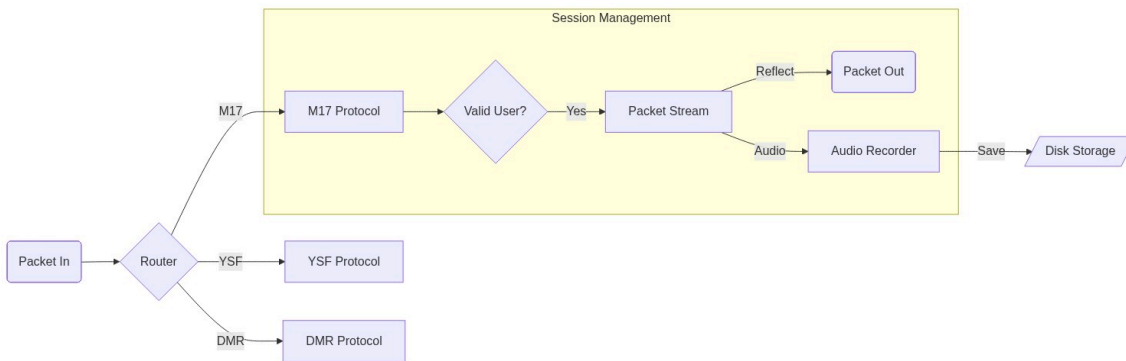 Session Management
Reflect
Packet Out
M17
M17 Protocol
Valid User?
Yes
Packet Stream
Audio
Audio Recorder
Save
Disk Storage
Packet In
Router
YSF
YSF Protocol
DMR
DMR Protocol